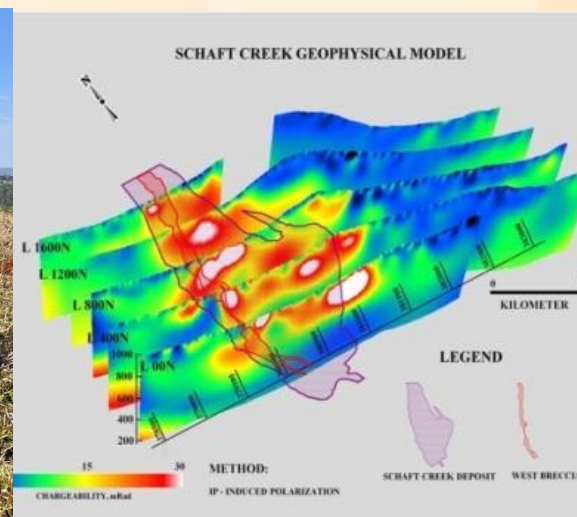 SCHAFT CREEK GEOPHYSICAL MODEL
N
L 1600N
L 1200N
L 800N
L 400N
L 00N
1000
800
600
400
200
0
KILOMETER
LEGEND
SCHAFT CREEK DEPOSIT
WEST BRECCI
15
30
CHARGEABILITY, mRad
METHOD:
IP - INDUCED POLARIZATION